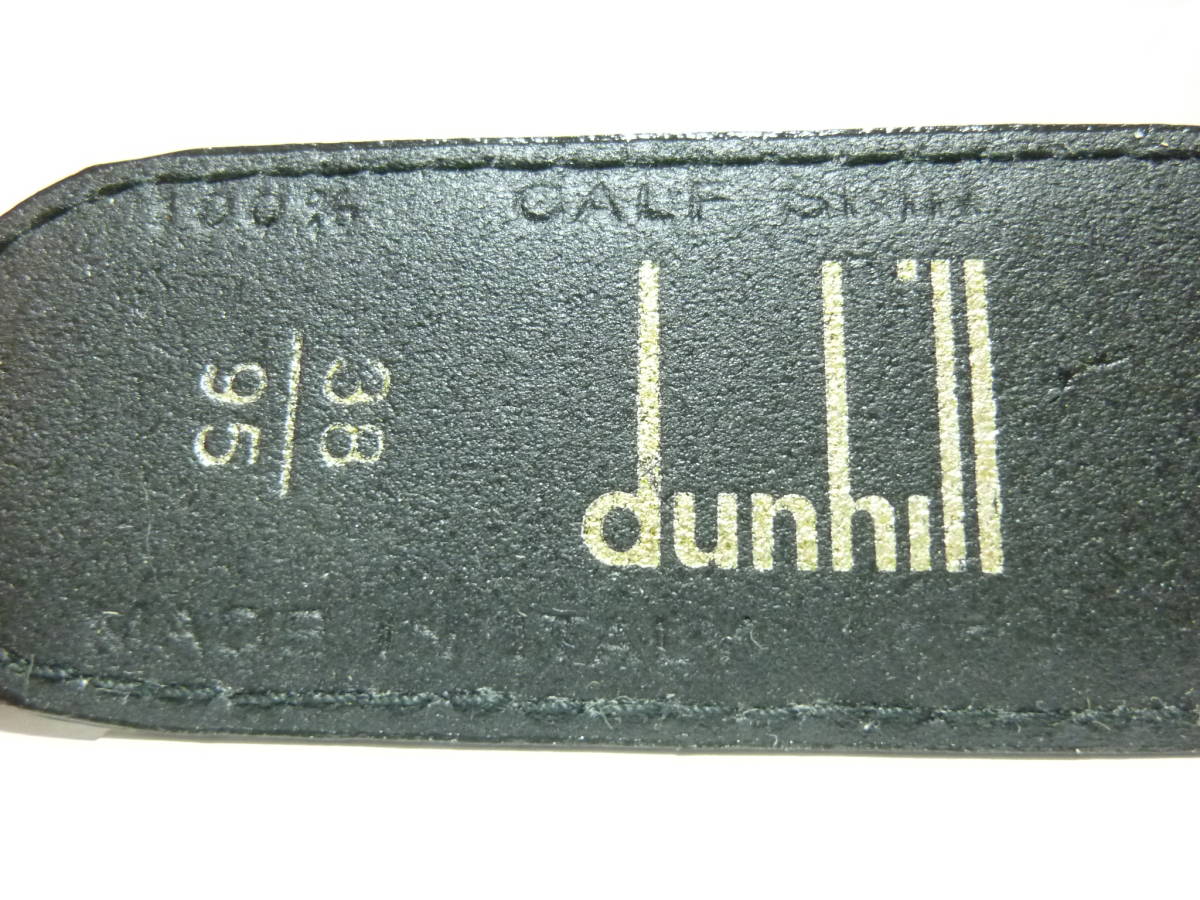 100% CALF SKIN
38
95
dunhill
MADE IN ITALY